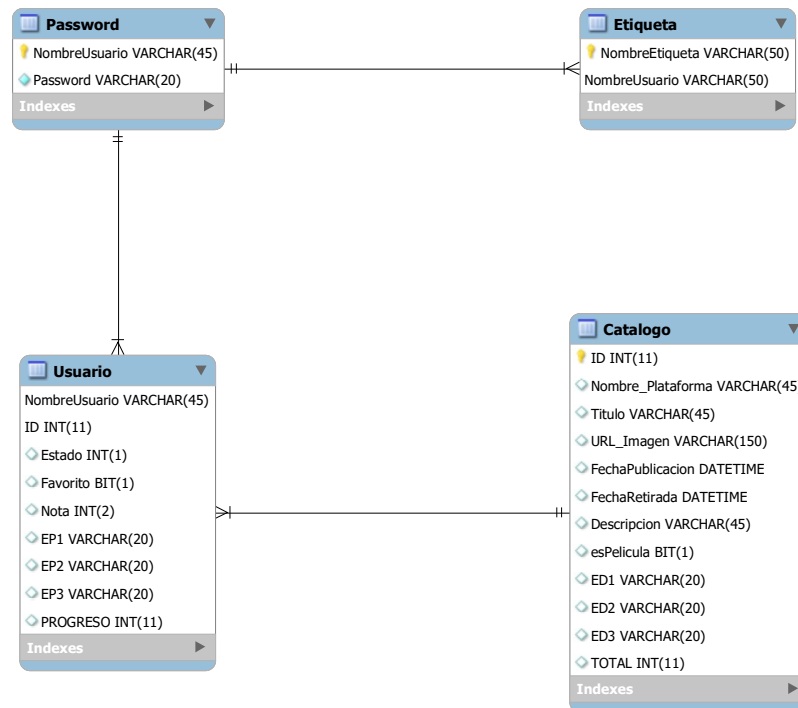 Password
NombreUsuario VARCHAR(45)
Password VARCHAR(20)
Indexes
Etiqueta
NombreEtiqueta VARCHAR(50)
NombreUsuario VARCHAR(50)
Indexes
Usuario
NombreUsuario VARCHAR(45)
ID INT(11)
Estado INT(1)
Favorito BIT(1)
Nota INT(2)
EP1 VARCHAR(20)
EP2 VARCHAR(20)
EP3 VARCHAR(20)
PROGRESO INT(11)
Indexes
Catalogo
ID INT(11)
Nombre_Plataforma VARCHAR(45
Titulo VARCHAR(45)
URL_Imagen VARCHAR(150)
FechaPublicacion DATETIME
FechaRetirada DATETIME
Descripcion VARCHAR(45)
esPelicula BIT(1)
ED1 VARCHAR(20)
ED2 VARCHAR(20)
ED3 VARCHAR(20)
TOTAL INT(11)
Indexes